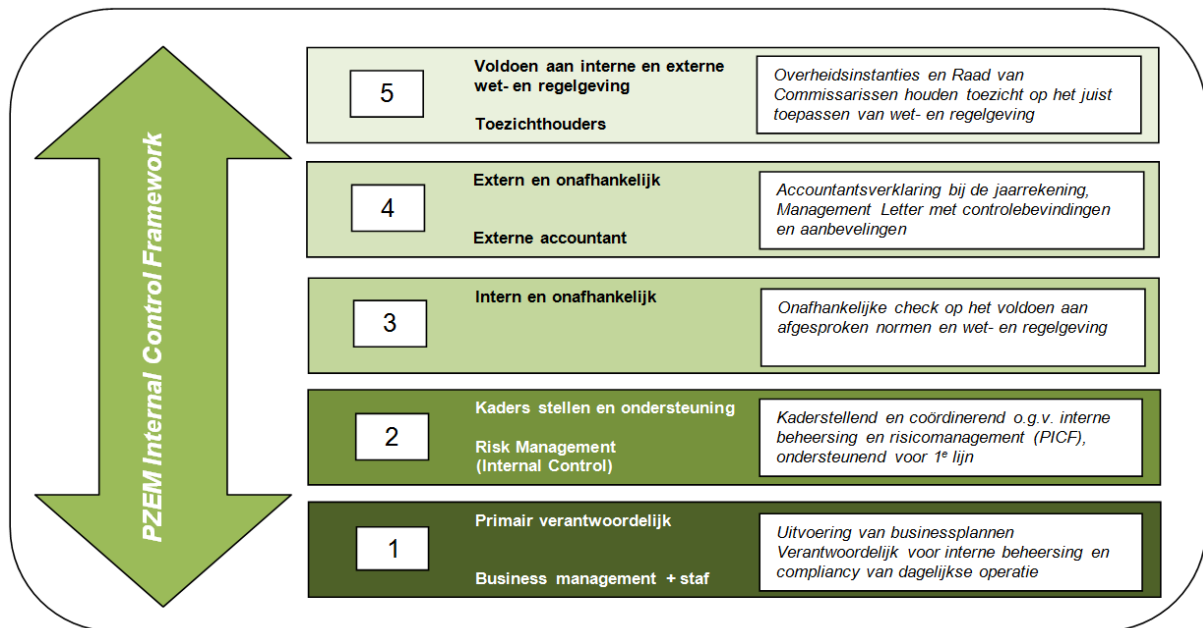 PZEM Internal Control Framework
5
Voldoen aan interne en externe
wet- en regelgeving
Toezichthouders
Overheidsinstanties en Raad van
Commissarissen houden toezicht op het juist
toepassen van wet- en regelgeving
4
Extern en onafhankelijk
Externe accountant
Accountantsverklaring bij de jaarrekening,
Management Letter met controlebevindingen
en aanbevelingen
3
Intern en onafhankelijk
Onafhankelijke check op het voldoen aan
afgesproken normen en wet- en regelgeving
2
Kaders stellen en ondersteuning
Risk Management
(Internal Control)
Kaderstellend en coördinerend o.g.v. interne
beheersing en risicomanagement (PICF),
ondersteunend voor 1e lijn
1
Primair verantwoordelijk
Business management + staf
Uitvoering van businessplannen
Verantwoordelijk voor interne beheersing en
compliancy van dagelijkse operatie